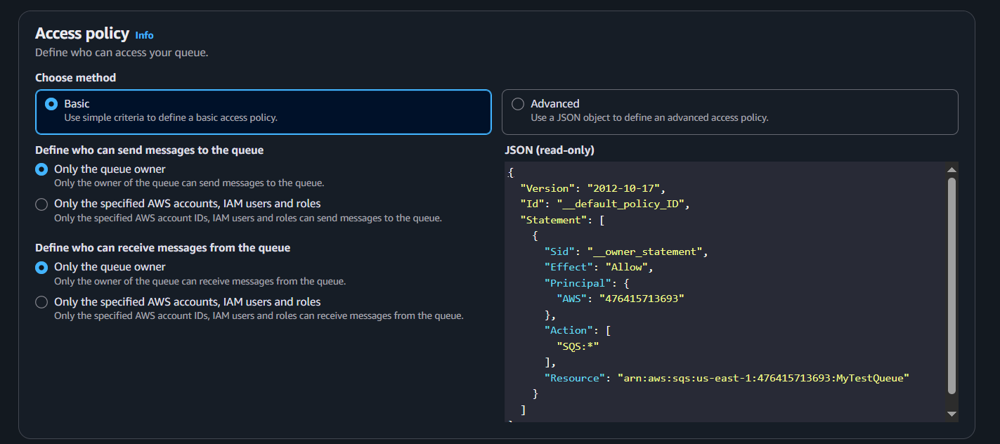 Access policy Info
Define who can access your queue.
Choose method
Basic
Use simple criteria to define a basic access policy.
Advanced
Use a JSON object to define an advanced access policy.
Define who can send messages to the queue
Only the queue owner
Only the owner of the queue can send messages to the queue.
Only the specified AWS accounts, IAM users and roles
Only the specified AWS account IDs, IAM users and roles can send messages to the queue.
Define who can receive messages from the queue
Only the queue owner
Only the owner of the queue can receive messages from the queue.
Only the specified AWS accounts, IAM users and roles
Only the specified AWS account IDs, IAM users and roles can receive messages from the queue.
JSON (read-only)
{
  "Version": "2012-10-17",
  "Id": "__default_policy_ID",
  "Statement": [
    {
      "Sid": "__owner_statement",
      "Effect": "Allow",
      "Principal": {
        "AWS": "476415713693"
      },
      "Action": [
        "SQS:*"
      ],
      "Resource": "arn:aws:sqs:us-east-1:476415713693:MyTestQueue"
    }
  ]